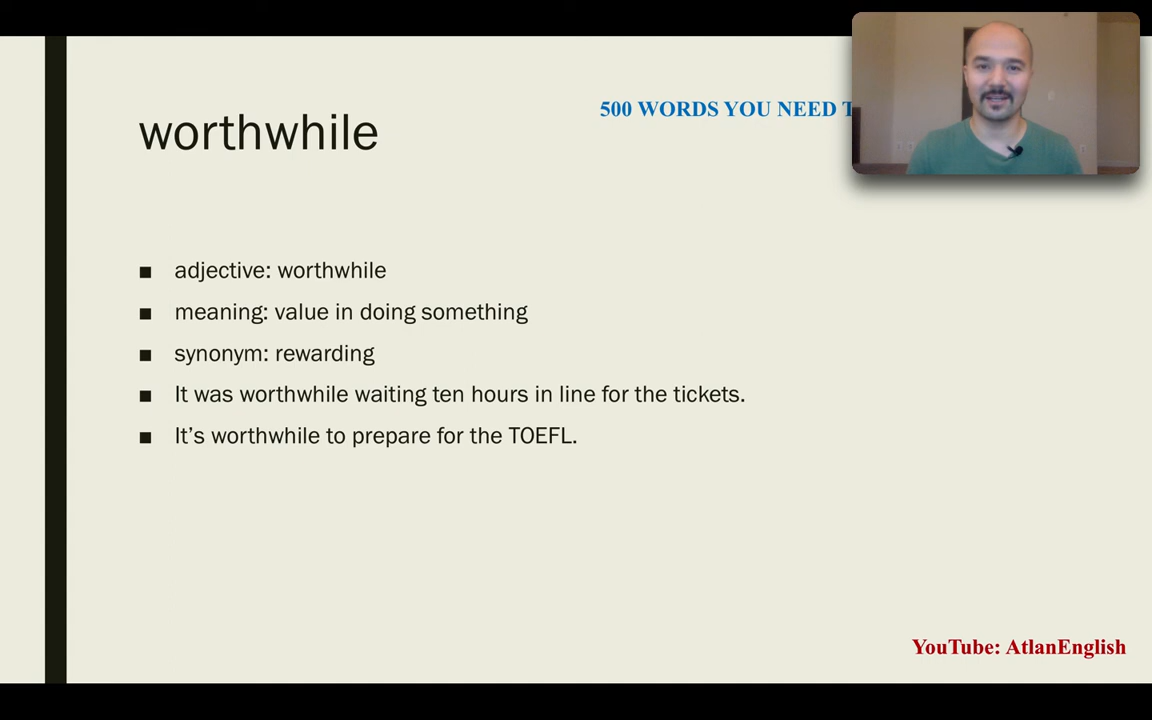 500 WORDS YOU NEED
worthwhile
adjective: worthwhile
meaning: value in doing something
synonym: rewarding
It was worthwhile waiting ten hours in line for the tickets.
It’s worthwhile to prepare for the TOEFL.
YouTube: AtlanEnglish